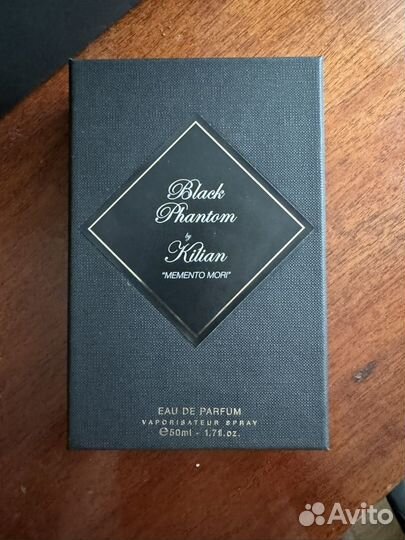 Black
Phantom
by
Kilian
"MEMENTO MORI"
EAU DE PARFUM
VAPORISATEUR SPRAY
℮50ml - 1.7fl.oz.
Avito